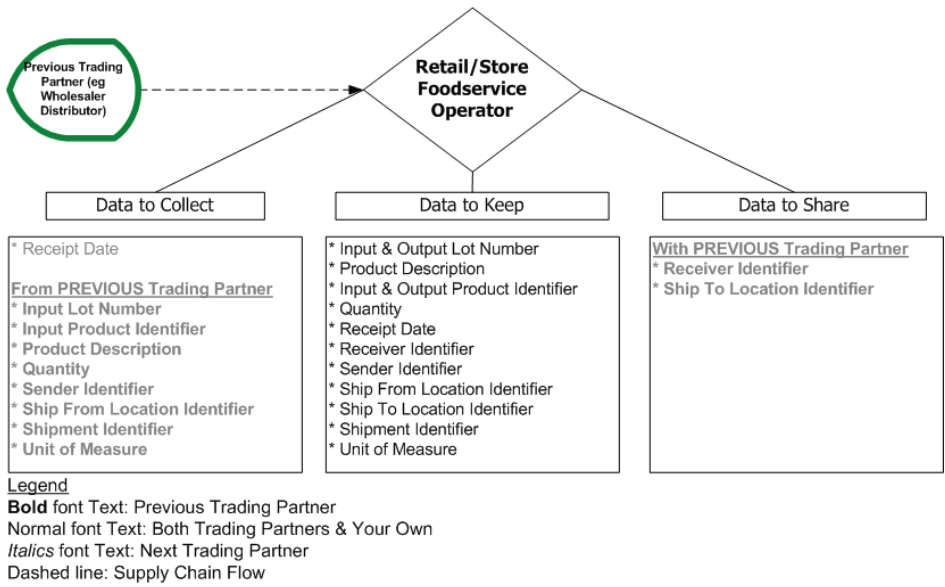 Previous Trading
Partner (eg
Wholesaler
Distributor)
Retail/Store
Foodservice
Operator
Data to Collect
* Receipt Date
From PREVIOUS Trading Partner
* Input Lot Number
* Input Product Identifier
* Product Description
* Quantity
* Sender Identifier
* Ship From Location Identifier
* Shipment Identifier
* Unit of Measure
Data to Keep
* Input & Output Lot Number
* Product Description
* Input & Output Product Identifier
* Quantity
* Receipt Date
* Receiver Identifier
* Sender Identifier
* Ship From Location Identifier
* Ship To Location Identifier
* Shipment Identifier
* Unit of Measure
Data to Share
With PREVIOUS Trading Partner
* Receiver Identifier
* Ship To Location Identifier
Legend
Bold font Text: Previous Trading Partner
Normal font Text: Both Trading Partners & Your Own
Italics font Text: Next Trading Partner
Dashed line: Supply Chain Flow